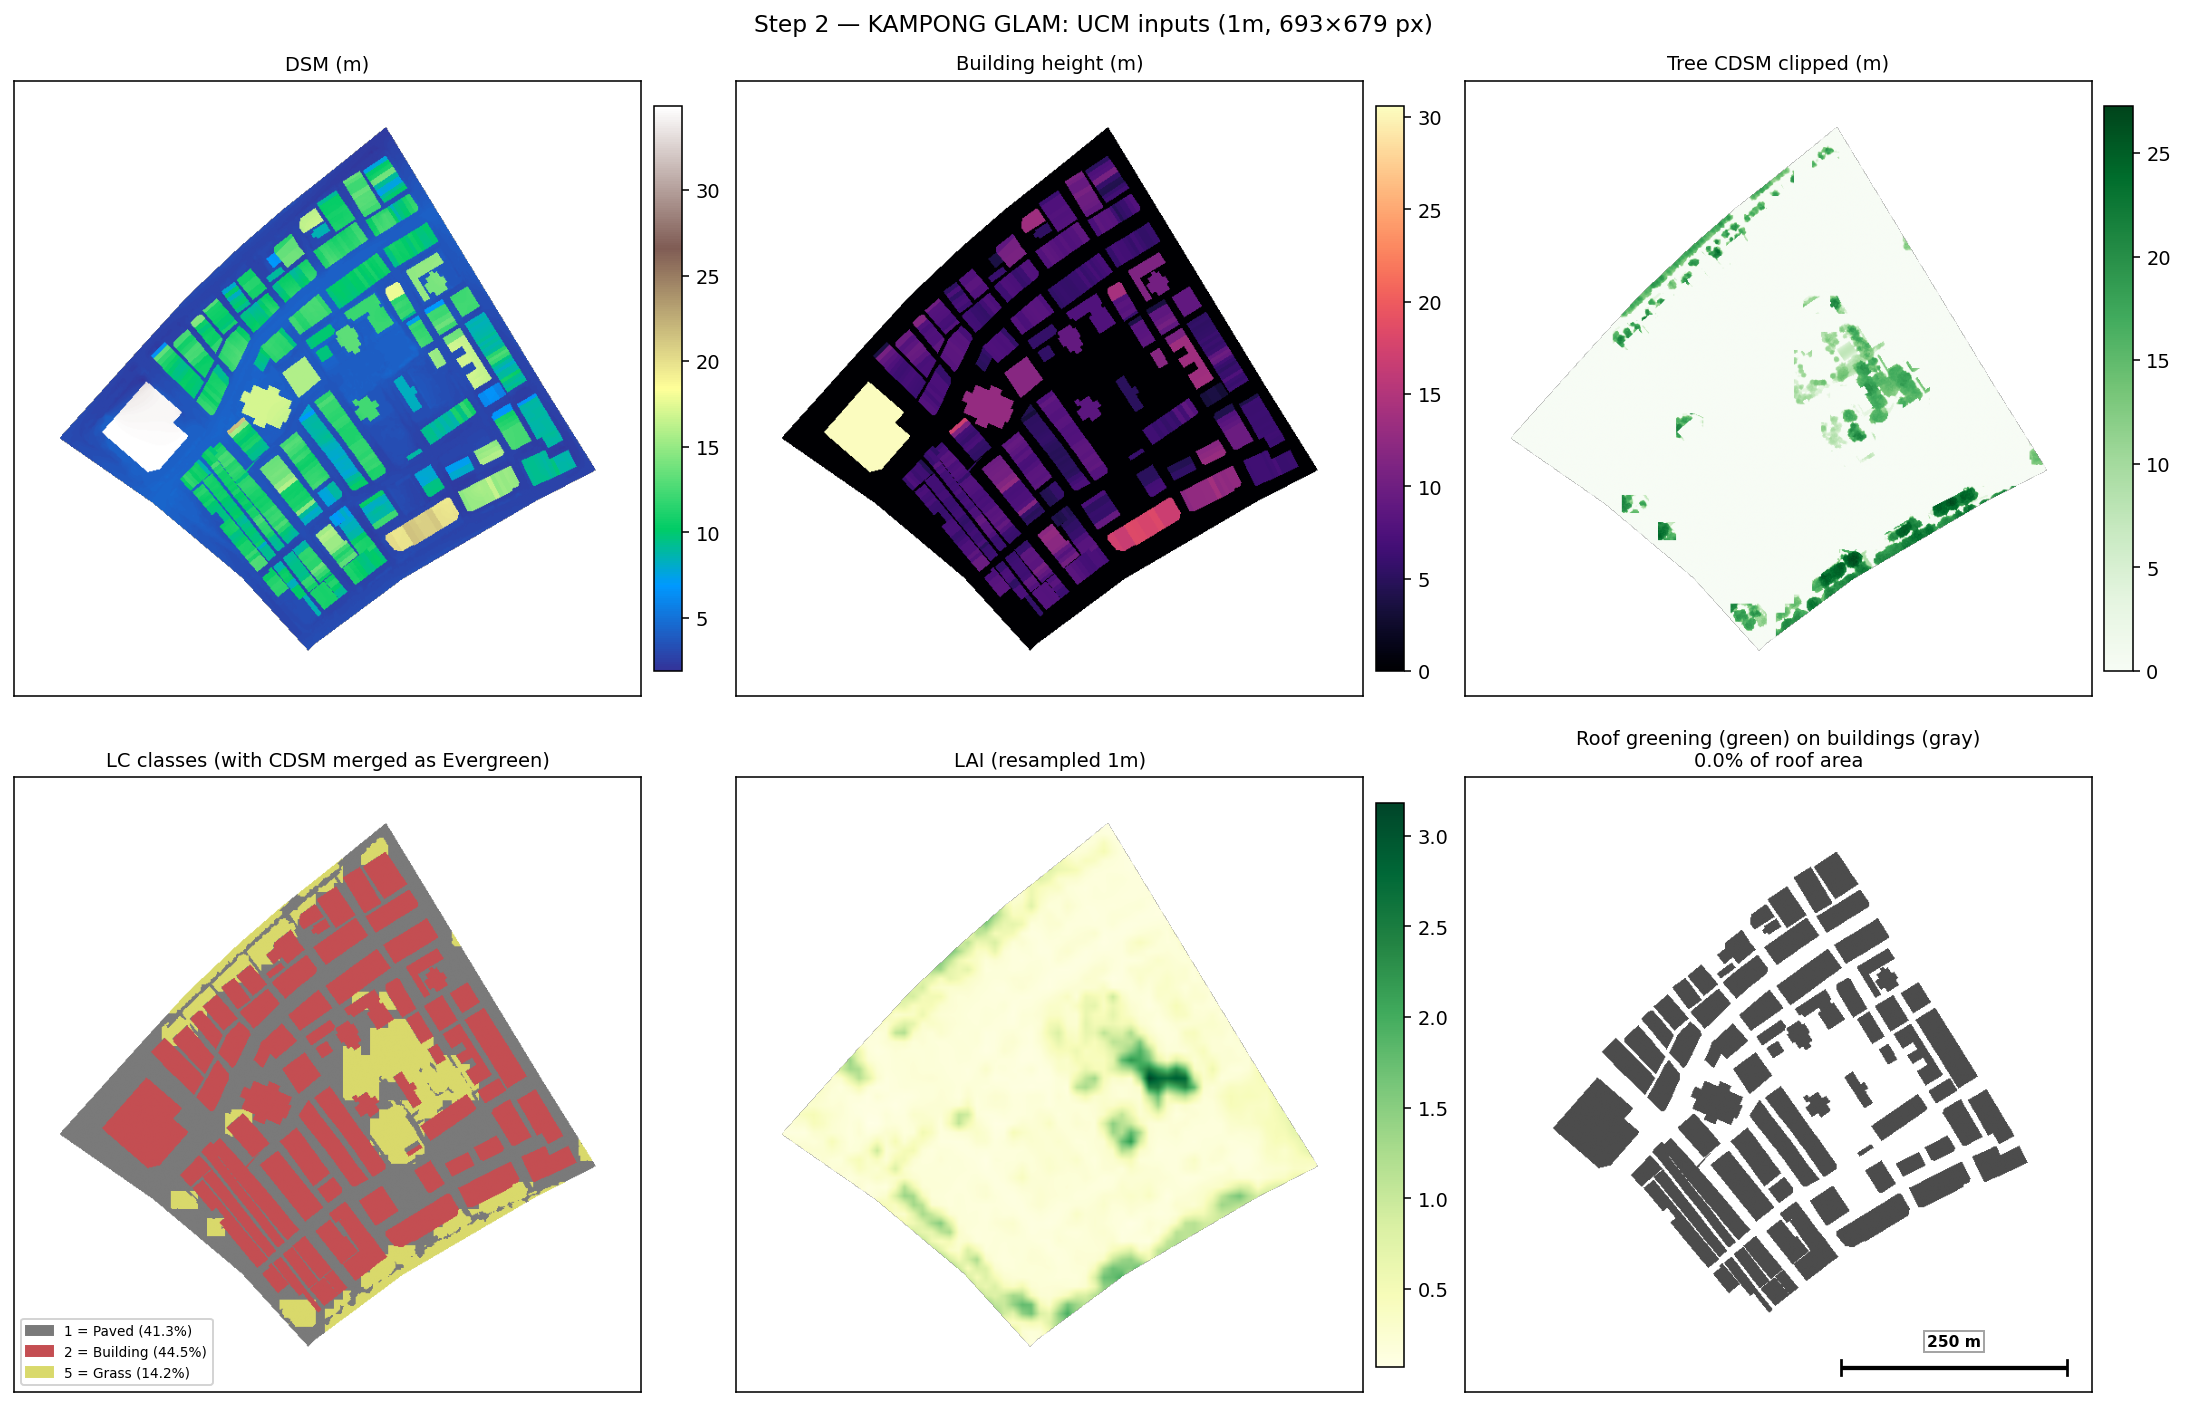 Step 2 — KAMPONG GLAM: UCM inputs (1m, 693×679 px)
DSM (m)
30
25
20
15
10
5
Building height (m)
30
25
20
15
10
5
0
Tree CDSM clipped (m)
25
20
15
10
5
0
LC classes (with CDSM merged as Evergreen)
1 = Paved (41.3%)
2 = Building (44.5%)
5 = Grass (14.2%)
LAI (resampled 1m)
3.0
2.5
2.0
1.5
1.0
0.5
Roof greening (green) on buildings (gray)
0.0% of roof area
250 m